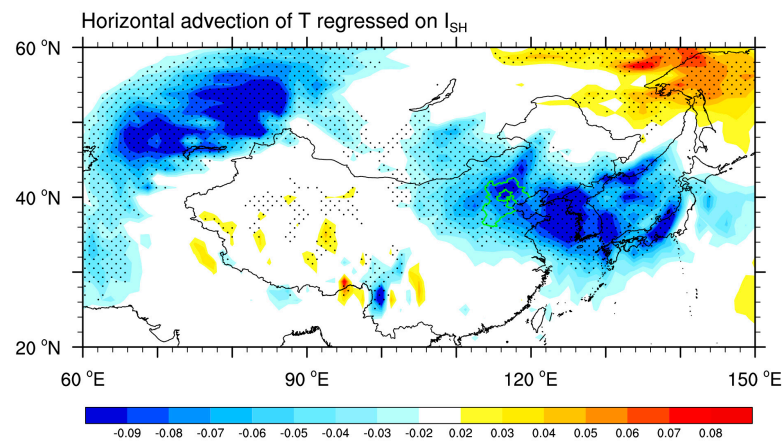 Horizontal advection of T regressed on I_SH
60 °N
40 °N
20 °N
60 °E 90 °E 120 °E 150 °E
-0.09 -0.08 -0.07 -0.06 -0.05 -0.04 -0.03 -0.02 0.02 0.03 0.04 0.05 0.06 0.07 0.08